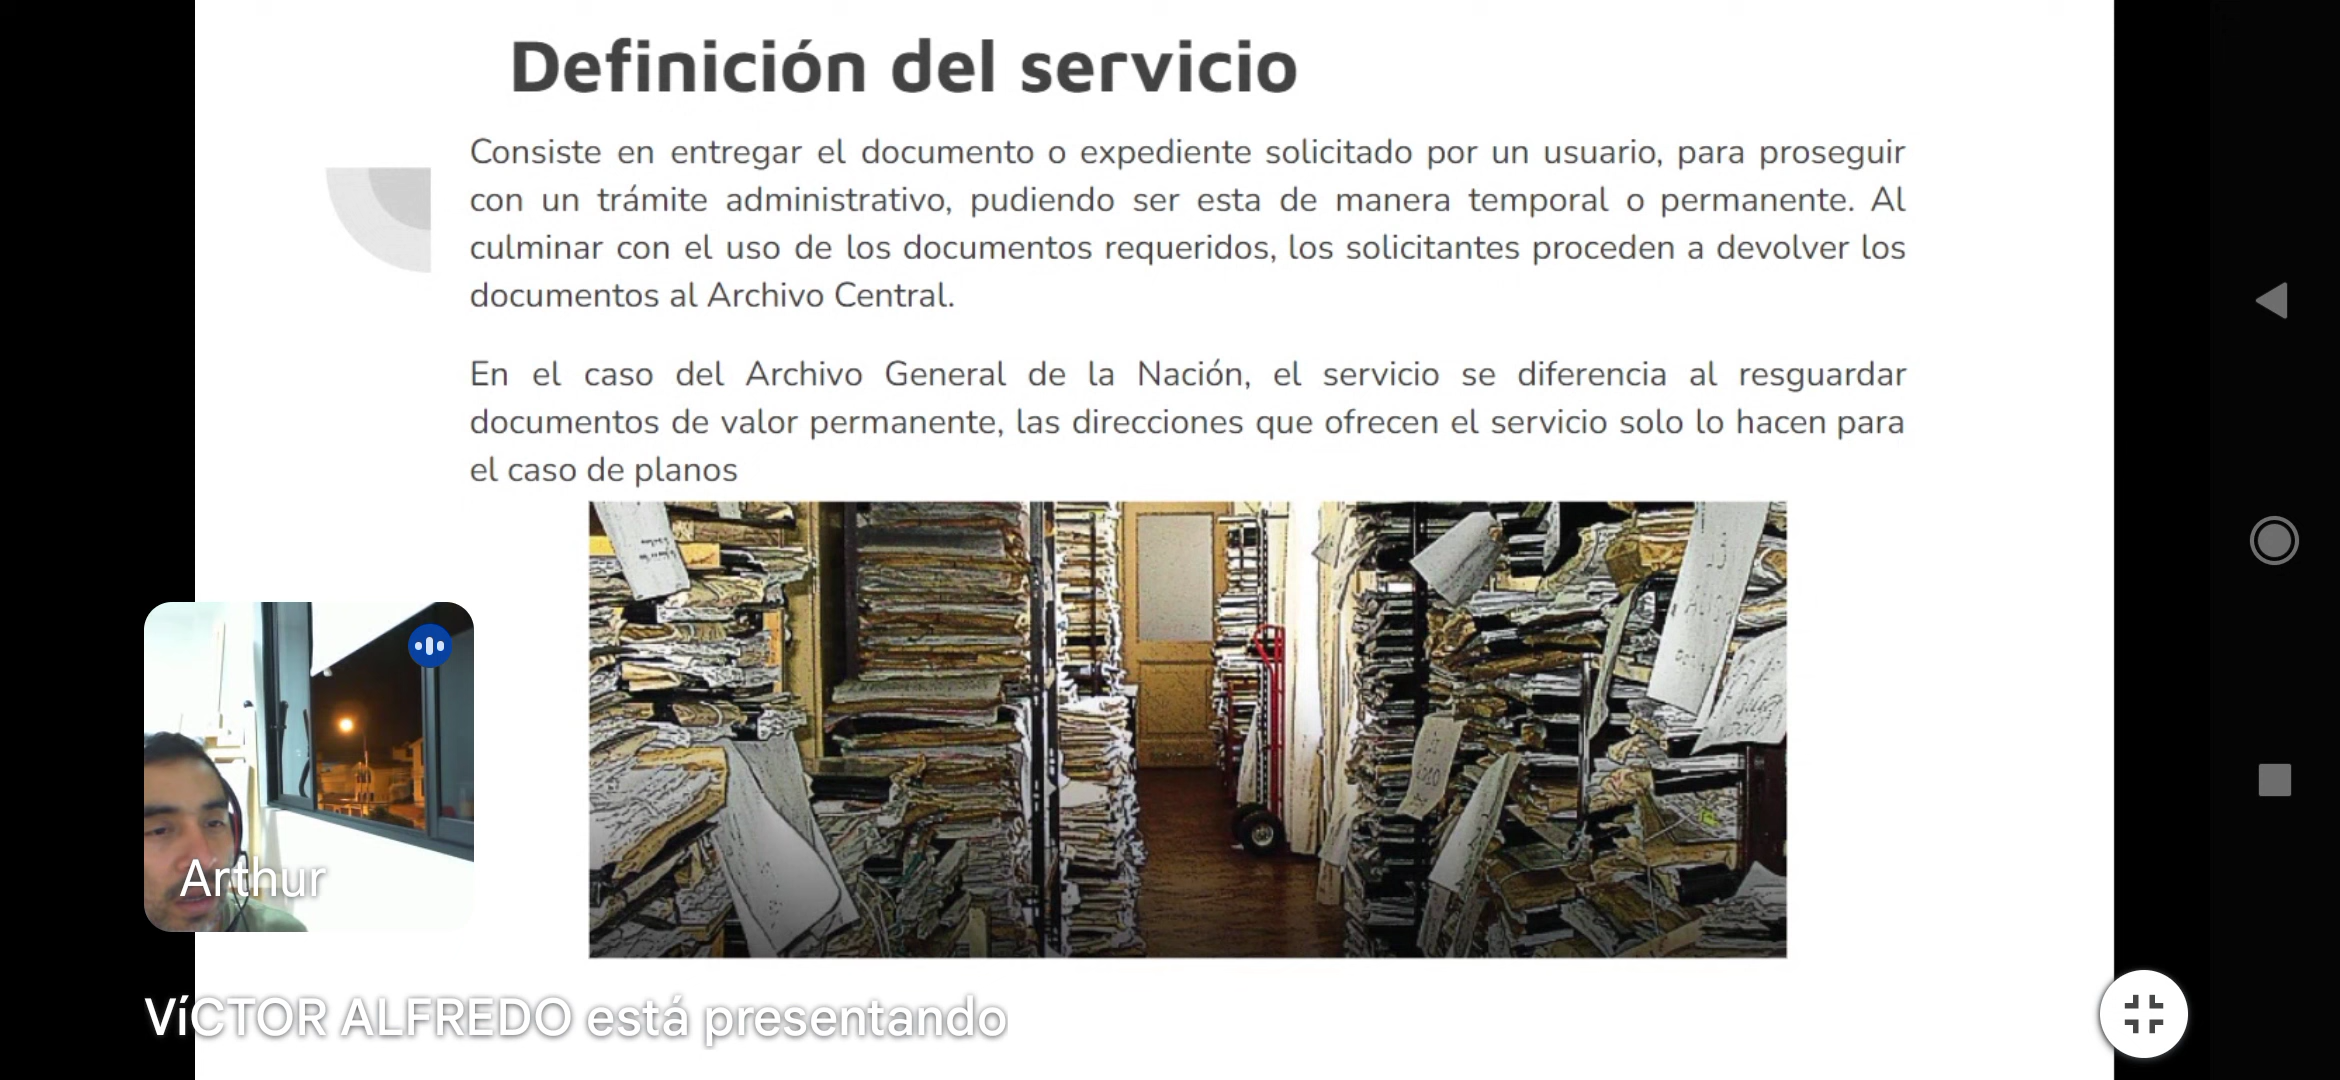 Definición del servicio
Consiste en entregar el documento o expediente solicitado por un usuario, para proseguir
con un trámite administrativo, pudiendo ser esta de manera temporal o permanente. Al
culminar con el uso de los documentos requeridos, los solicitantes proceden a devolver los
documentos al Archivo Central.
En el caso del Archivo General de la Nación, el servicio se diferencia al resguardar
documentos de valor permanente, las direcciones que ofrecen el servicio solo lo hacen para
el caso de planos
Arthur
VíCTOR ALFREDO está presentando